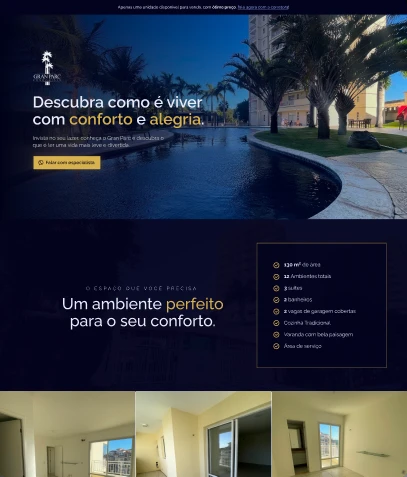 Apenas uma unidade disponível para venda, com ótimo preço. Fale agora com o corretor!
GRAN PARC
Descubra como é viver
com conforto e alegria.
Invista no seu lazer, conheça o Gran Parc e descubra o
que é ter uma vida mais leve e divertida.
Falar com especialista
O ESPAÇO QUE VOCÊ PRECISA
Um ambiente perfeito
para o seu conforto.
130 m² de área
12 Ambientes totais
3 suítes
2 banheiros
2 vagas de garagem cobertas
Cozinha Tradicional
Varanda com bela paisagem
Área de serviço